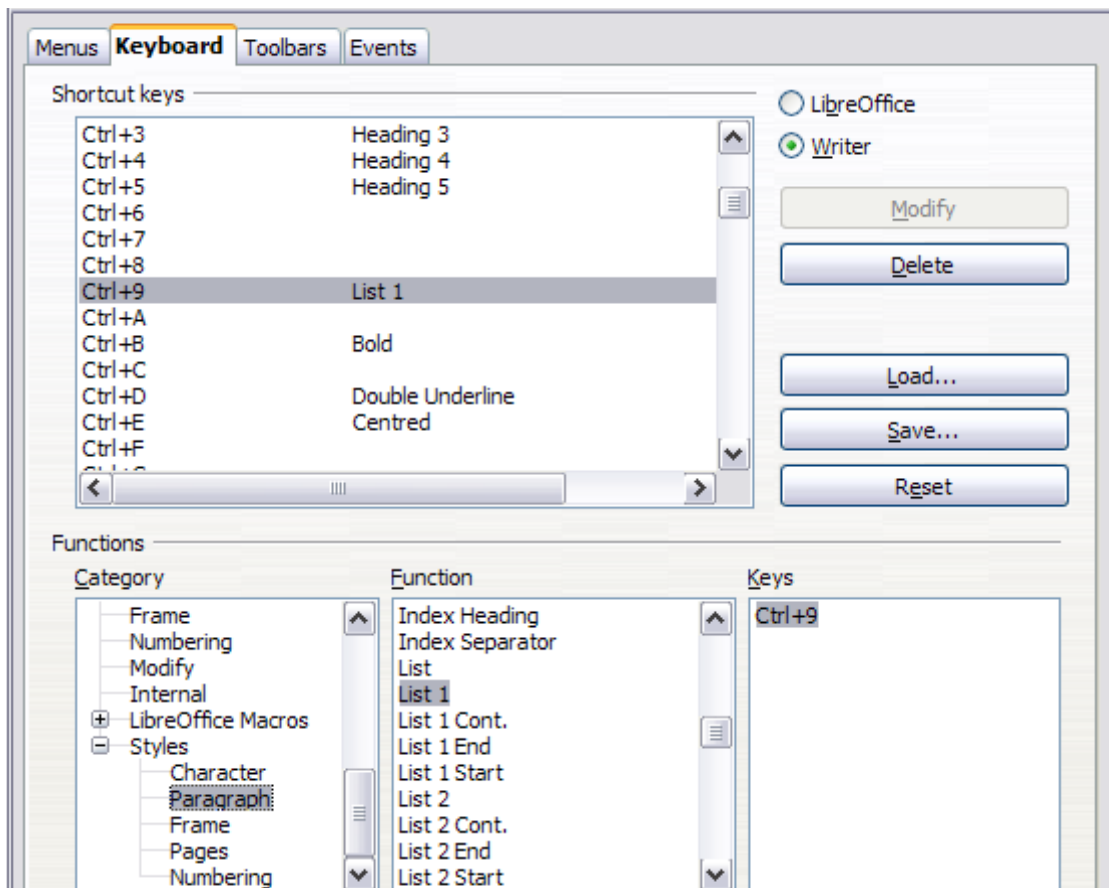 Menus Keyboard Toolbars Events
Shortcut keys
Ctrl+3 Heading 3
Ctrl+4 Heading 4
Ctrl+5 Heading 5
Ctrl+6
Ctrl+7
Ctrl+8
Ctrl+9 List 1
Ctrl+A
Ctrl+B Bold
Ctrl+C
Ctrl+D Double Underline
Ctrl+E Centred
Ctrl+F
LibreOffice
Writer
Modify
Delete
Load...
Save...
Reset
Functions
Category
Frame
Numbering
Modify
Internal
LibreOffice Macros
Styles
Character
Paragraph
Frame
Pages
Numbering
Function
Index Heading
Index Separator
List
List 1
List 1 Cont.
List 1 End
List 1 Start
List 2
List 2 Cont.
List 2 End
List 2 Start
Keys
Ctrl+9